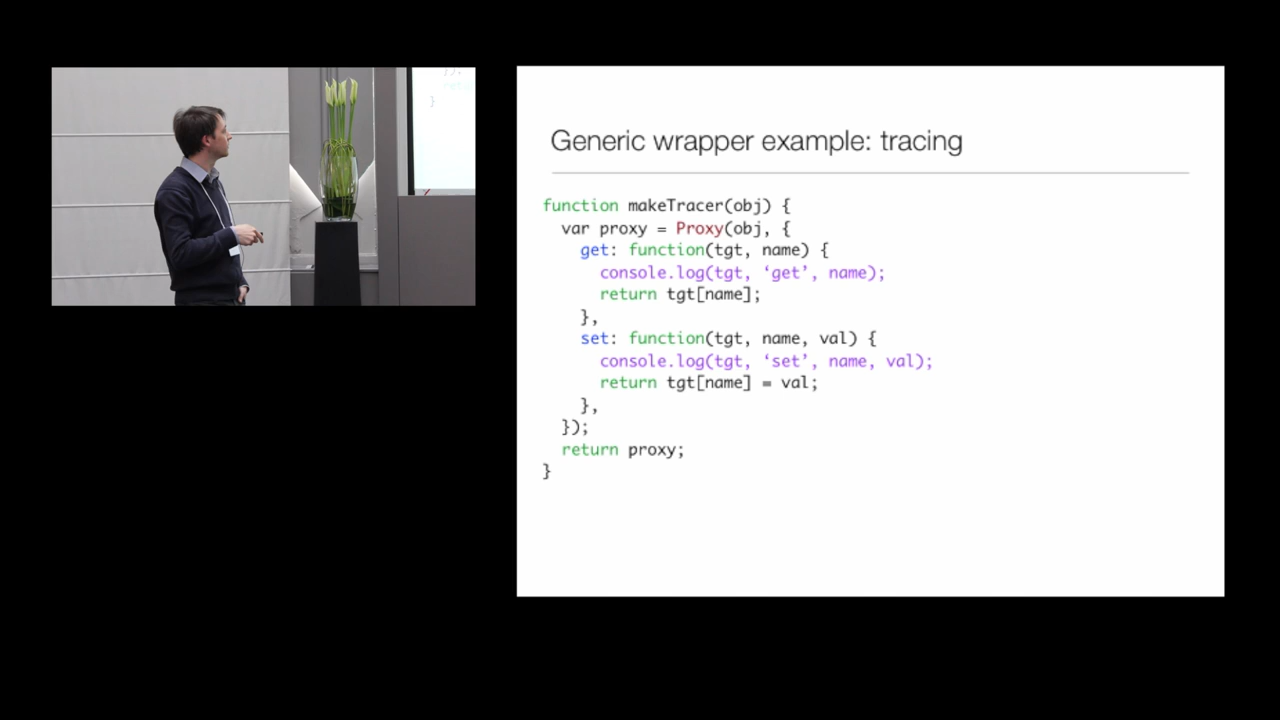 Generic wrapper example: tracing
function makeTracer(obj) {
  var proxy = Proxy(obj, {
    get: function(tgt, name) {
      console.log(tgt, ‘get’, name);
      return tgt[name];
    },
    set: function(tgt, name, val) {
      console.log(tgt, ‘set’, name, val);
      return tgt[name] = val;
    },
  });
  return proxy;
}